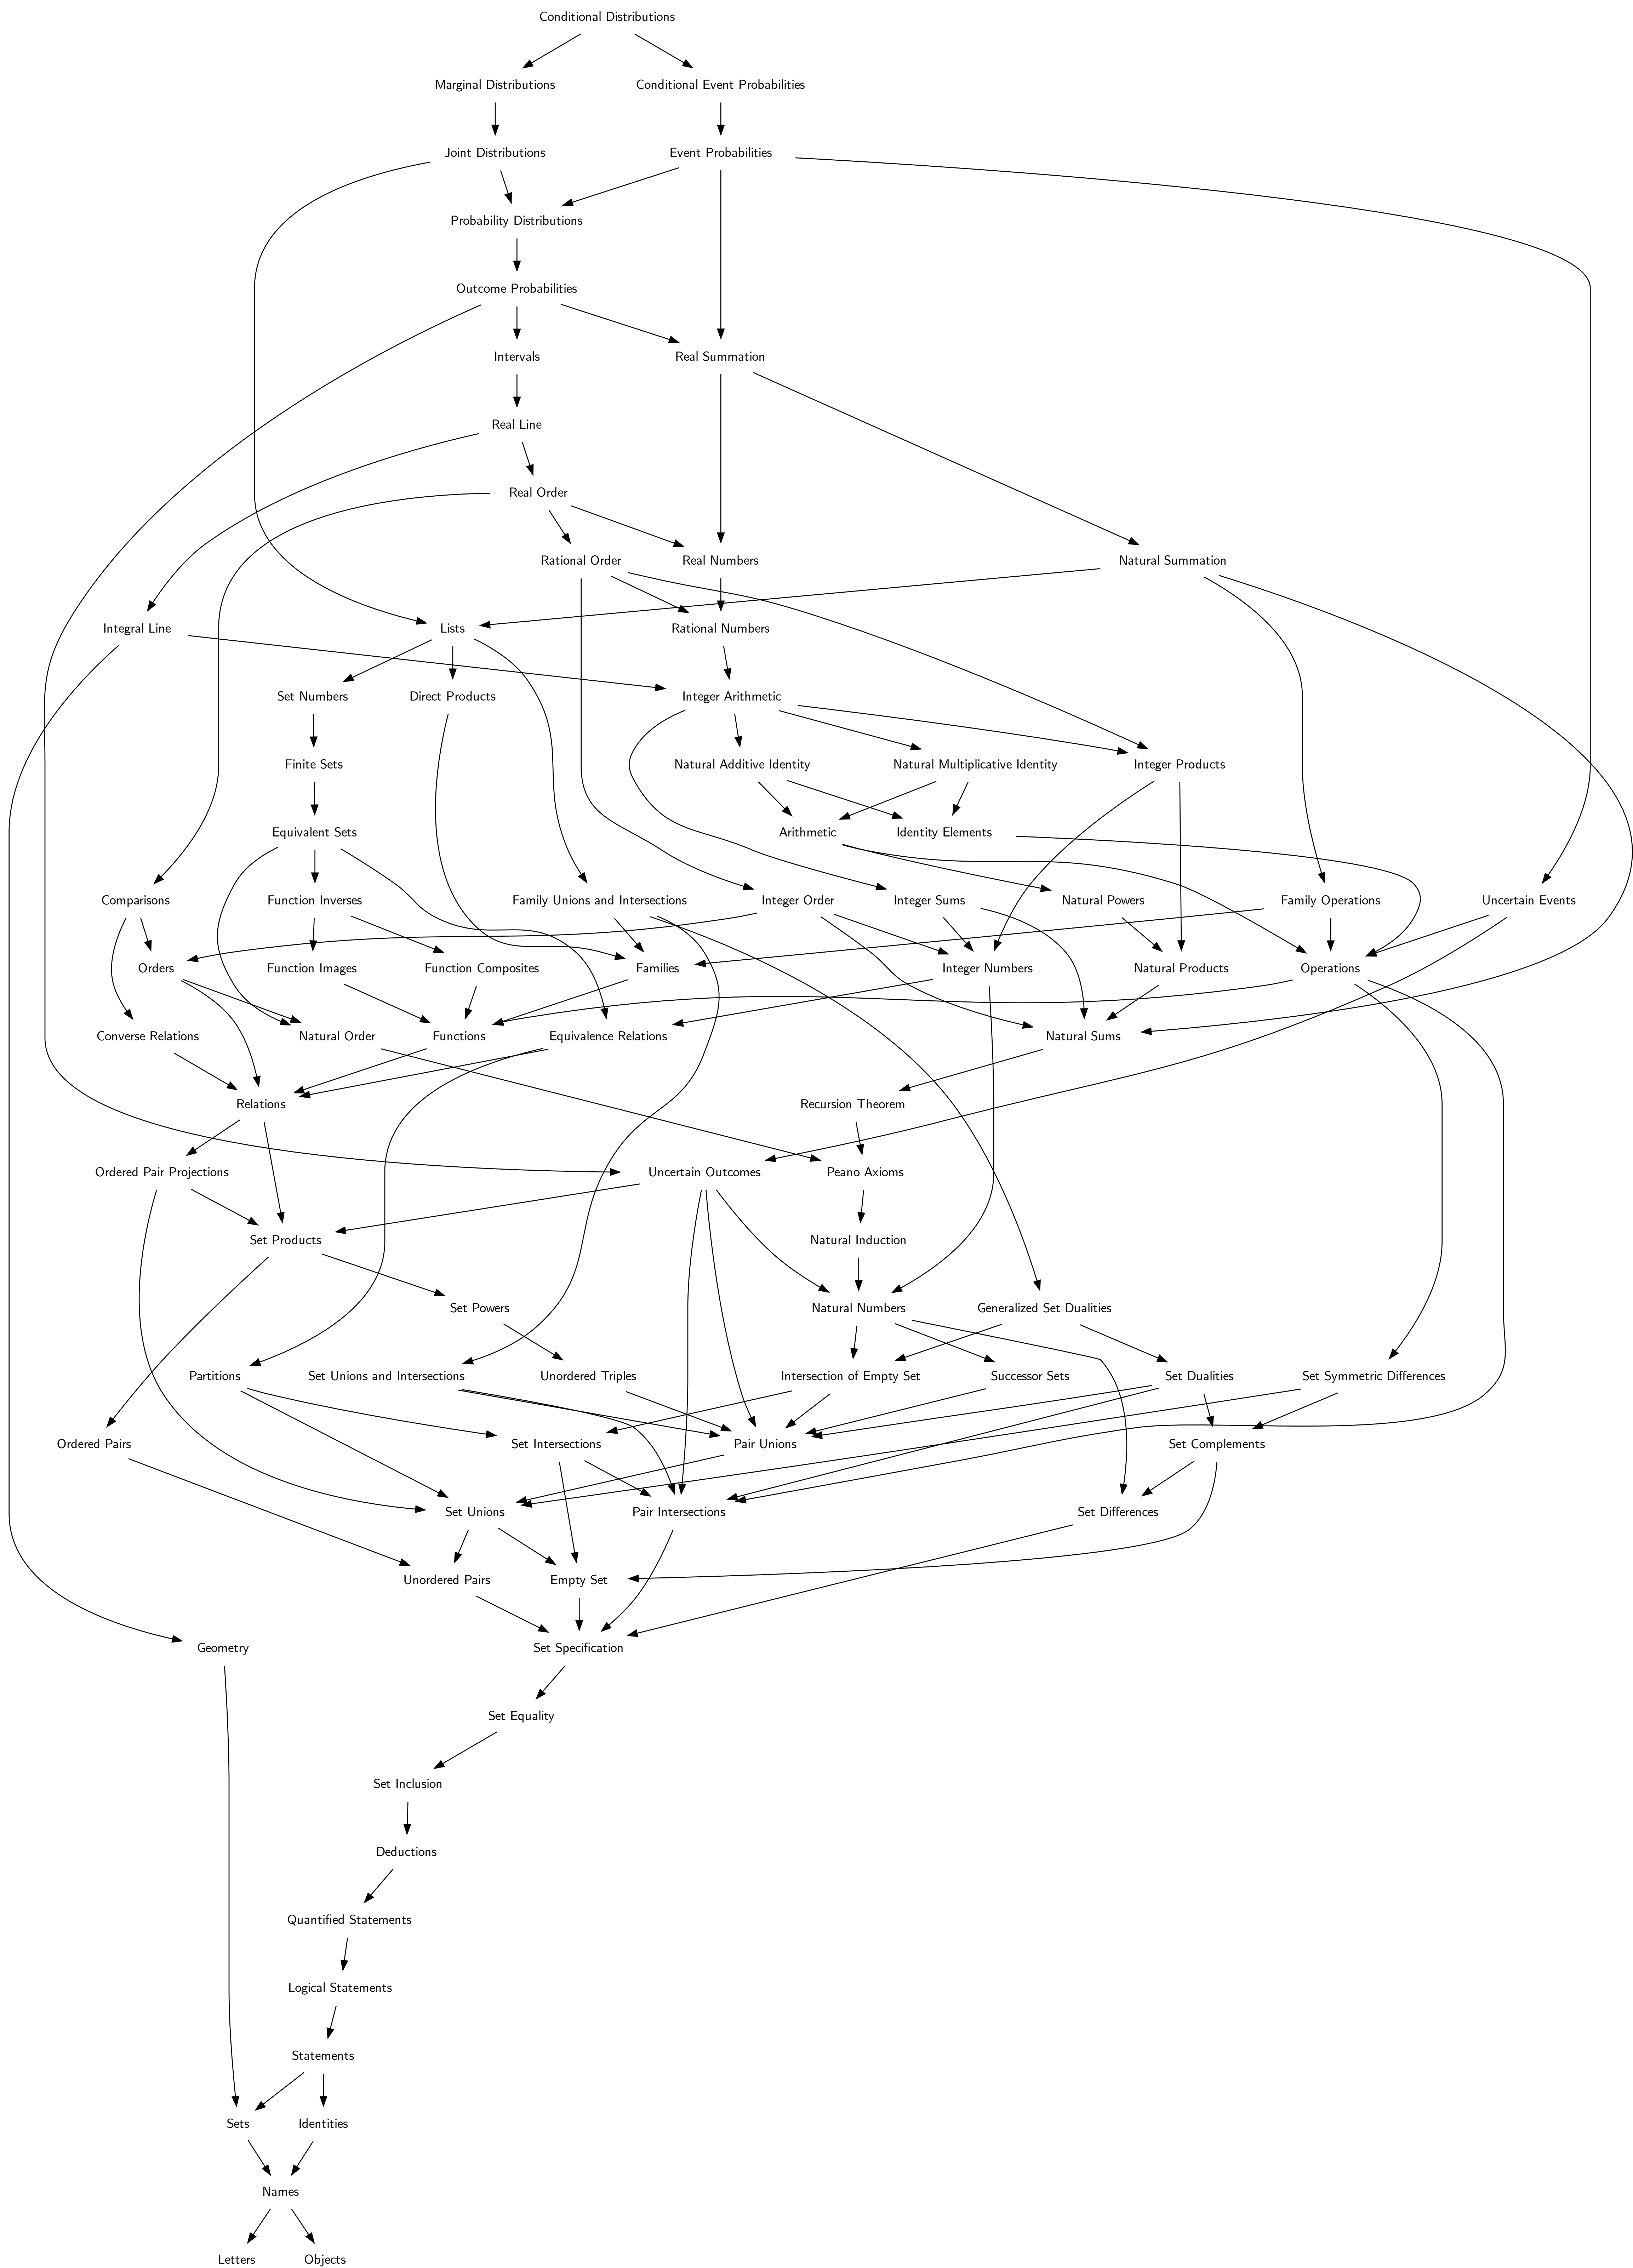 Conditional Distributions
Marginal Distributions
Conditional Event Probabilities
Joint Distributions
Event Probabilities
Probability Distributions
Outcome Probabilities
Intervals
Real Summation
Real Line
Real Order
Rational Order
Real Numbers
Natural Summation
Integral Line
Lists
Rational Numbers
Set Numbers
Direct Products
Integer Arithmetic
Finite Sets
Natural Additive Identity
Natural Multiplicative Identity
Integer Products
Equivalent Sets
Arithmetic
Identity Elements
Comparisons
Function Inverses
Family Unions and Intersections
Integer Order
Integer Sums
Natural Powers
Family Operations
Uncertain Events
Orders
Function Images
Function Composites
Families
Integer Numbers
Natural Products
Operations
Converse Relations
Natural Order
Functions
Equivalence Relations
Natural Sums
Relations
Recursion Theorem
Ordered Pair Projections
Uncertain Outcomes
Peano Axioms
Set Products
Natural Induction
Set Powers
Natural Numbers
Generalized Set Dualities
Partitions
Set Unions and Intersections
Unordered Triples
Intersection of Empty Set
Successor Sets
Set Dualities
Set Symmetric Differences
Ordered Pairs
Set Intersections
Pair Unions
Set Complements
Set Unions
Pair Intersections
Set Differences
Unordered Pairs
Empty Set
Geometry
Set Specification
Set Equality
Set Inclusion
Deductions
Quantified Statements
Logical Statements
Statements
Sets
Identities
Names
Letters
Objects